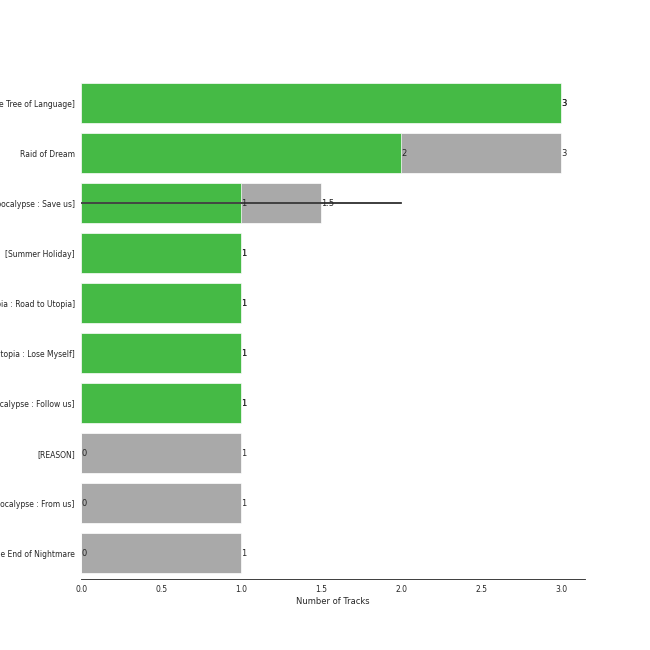 e Tree of Language] 3
Raid of Dream 2 3
ocalypse : Save us] 1 1.5
[Summer Holiday] 1
ia : Road to Utopia] 1
topia : Lose Myself] 1
calypse : Follow us] 1
[REASON] 0 1
ocalypse : From us] 0 1
e End of Nightmare 0 1
0.0 0.5 1.0 1.5 2.0 2.5 3.0
Number of Tracks